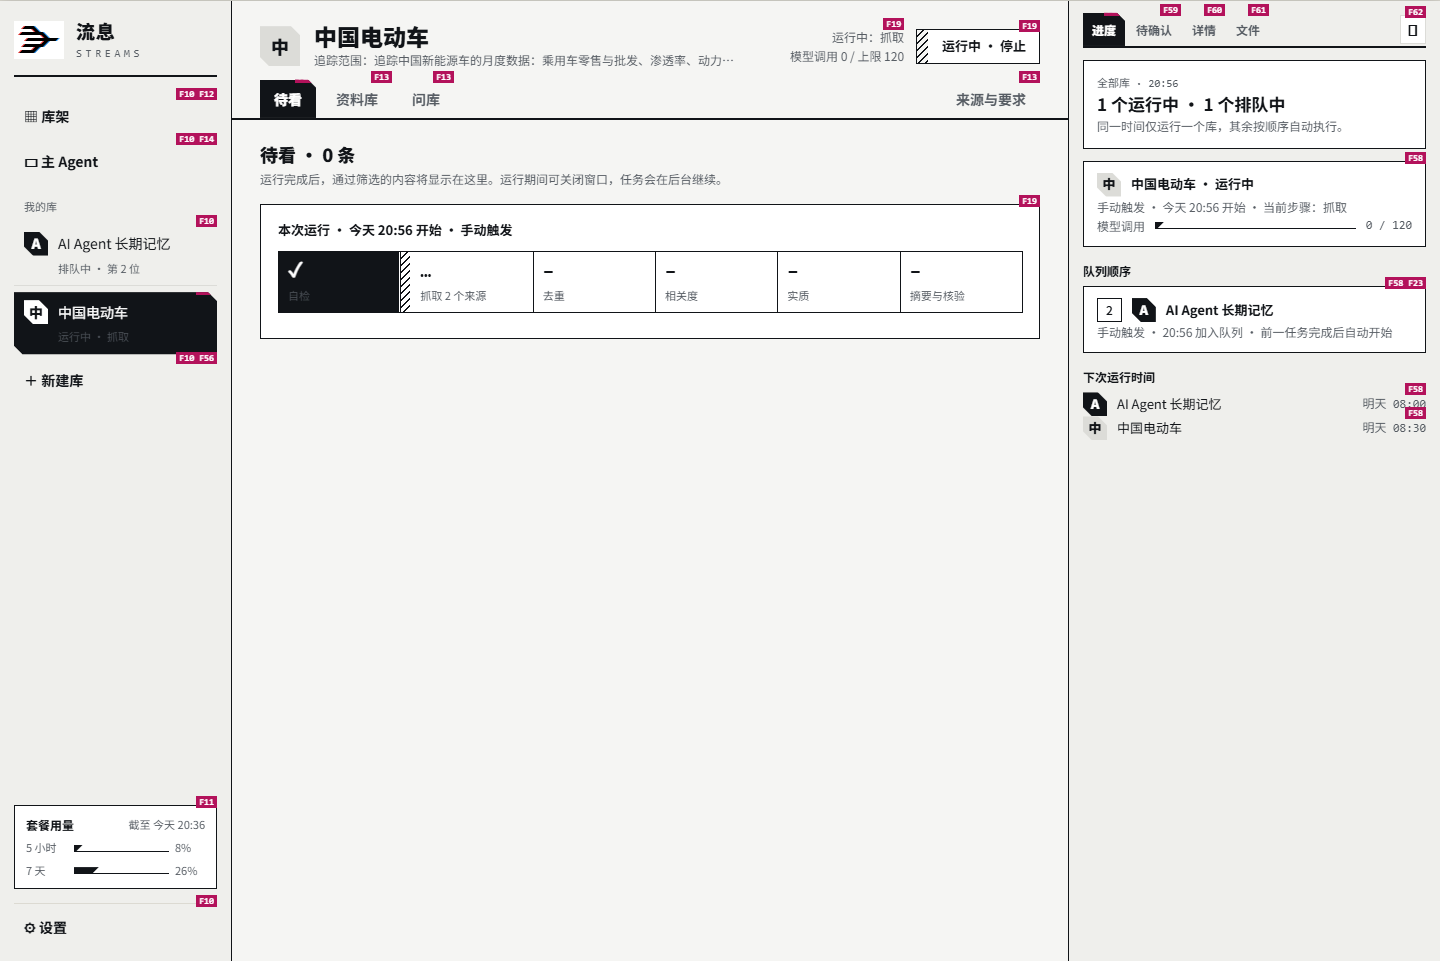 流息
STREAMS
F10 F12
库架
F10 F14
主 Agent
我的库
F10
A AI Agent 长期记忆
排队中 · 第 2 位
中 中国电动车
运行中 · 抓取
F10 F56
+ 新建库
F11
套餐用量 截至 今天 20:36
5 小时 8%
7 天 26%
F10
设置
中 中国电动车
追踪范围：追踪中国新能源车的月度数据：乘用车零售与批发、渗透率、动力…
F19
运行中：抓取
模型调用 0 / 上限 120
F19
运行中 · 停止
F13 F13 F13
待看 资料库 问库 来源与要求
待看 · 0 条
运行完成后，通过筛选的内容将显示在这里。运行期间可关闭窗口，任务会在后台继续。
F19
本次运行 · 今天 20:56 开始 · 手动触发
✓ … – – – –
自检 抓取 2 个来源 去重 相关度 实质 摘要与核验
F59 F60 F61 F62
进度 待确认 详情 文件
全部库 · 20:56
1 个运行中 · 1 个排队中
同一时间仅运行一个库，其余按顺序自动执行。
F58
中 中国电动车 · 运行中
手动触发 · 今天 20:56 开始 · 当前步骤：抓取
模型调用 0 / 120
队列顺序
F58 F23
2 A AI Agent 长期记忆
手动触发 · 20:56 加入队列 · 前一任务完成后自动开始
下次运行时间
F58
A AI Agent 长期记忆 明天 08:00
F58
中 中国电动车 明天 08:30